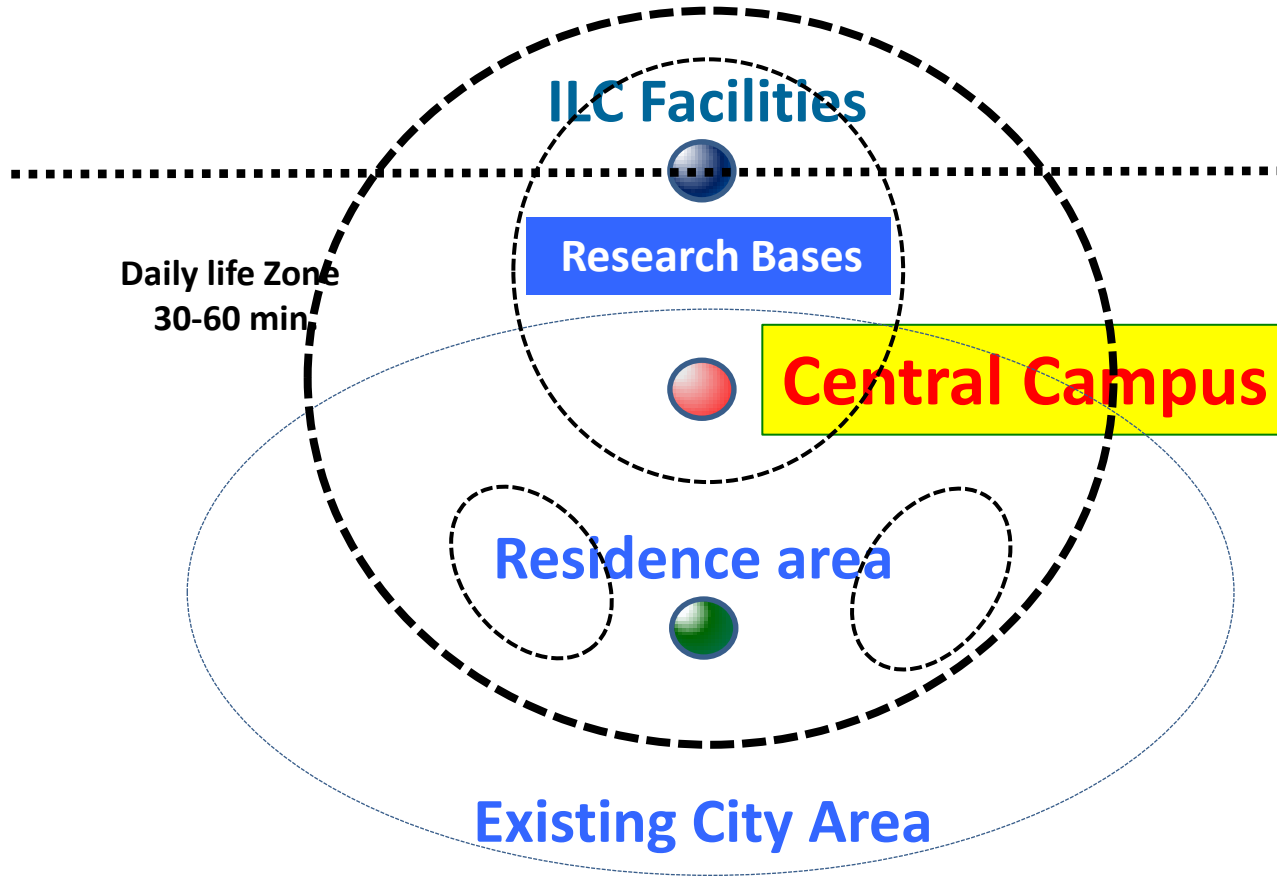 ILC Facilities
Research Bases
Daily life Zone
30-60 min.
Central Campus
Residence area
Existing City Area